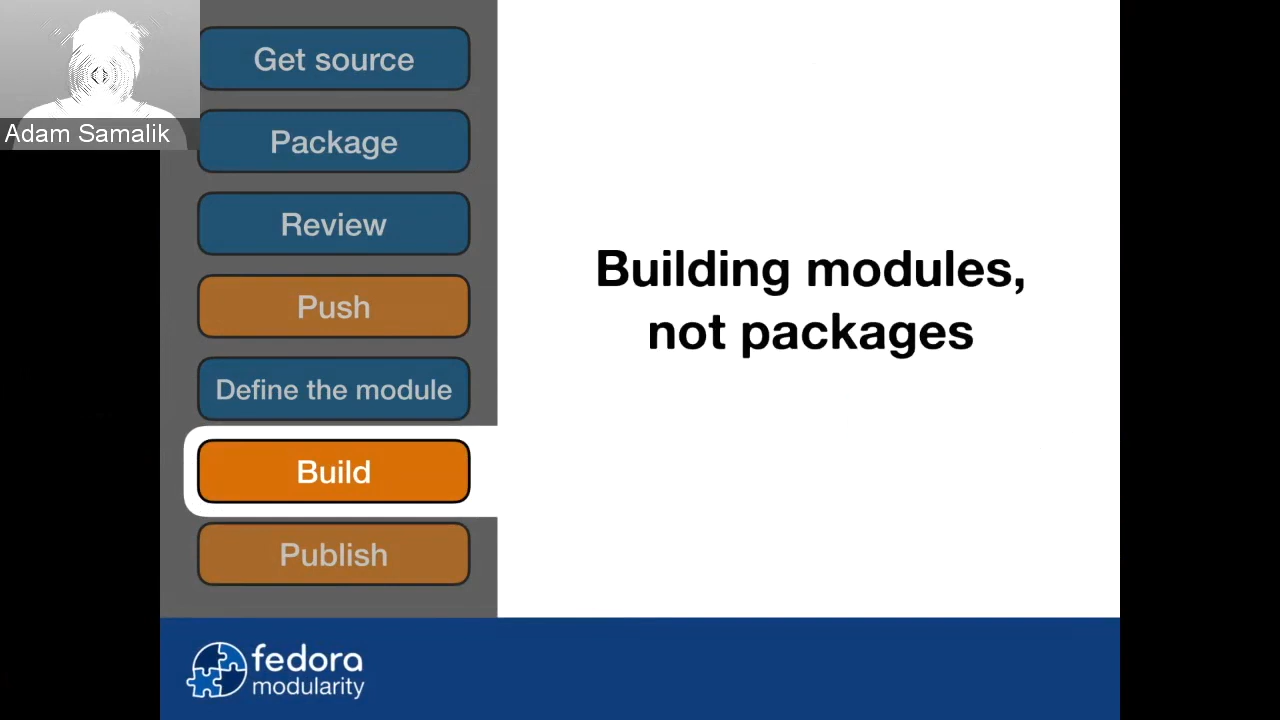 Adam Samalik
Get source
Package
Review
Push
Define the module
Build
Publish
Building modules,
not packages
fedora
modularity